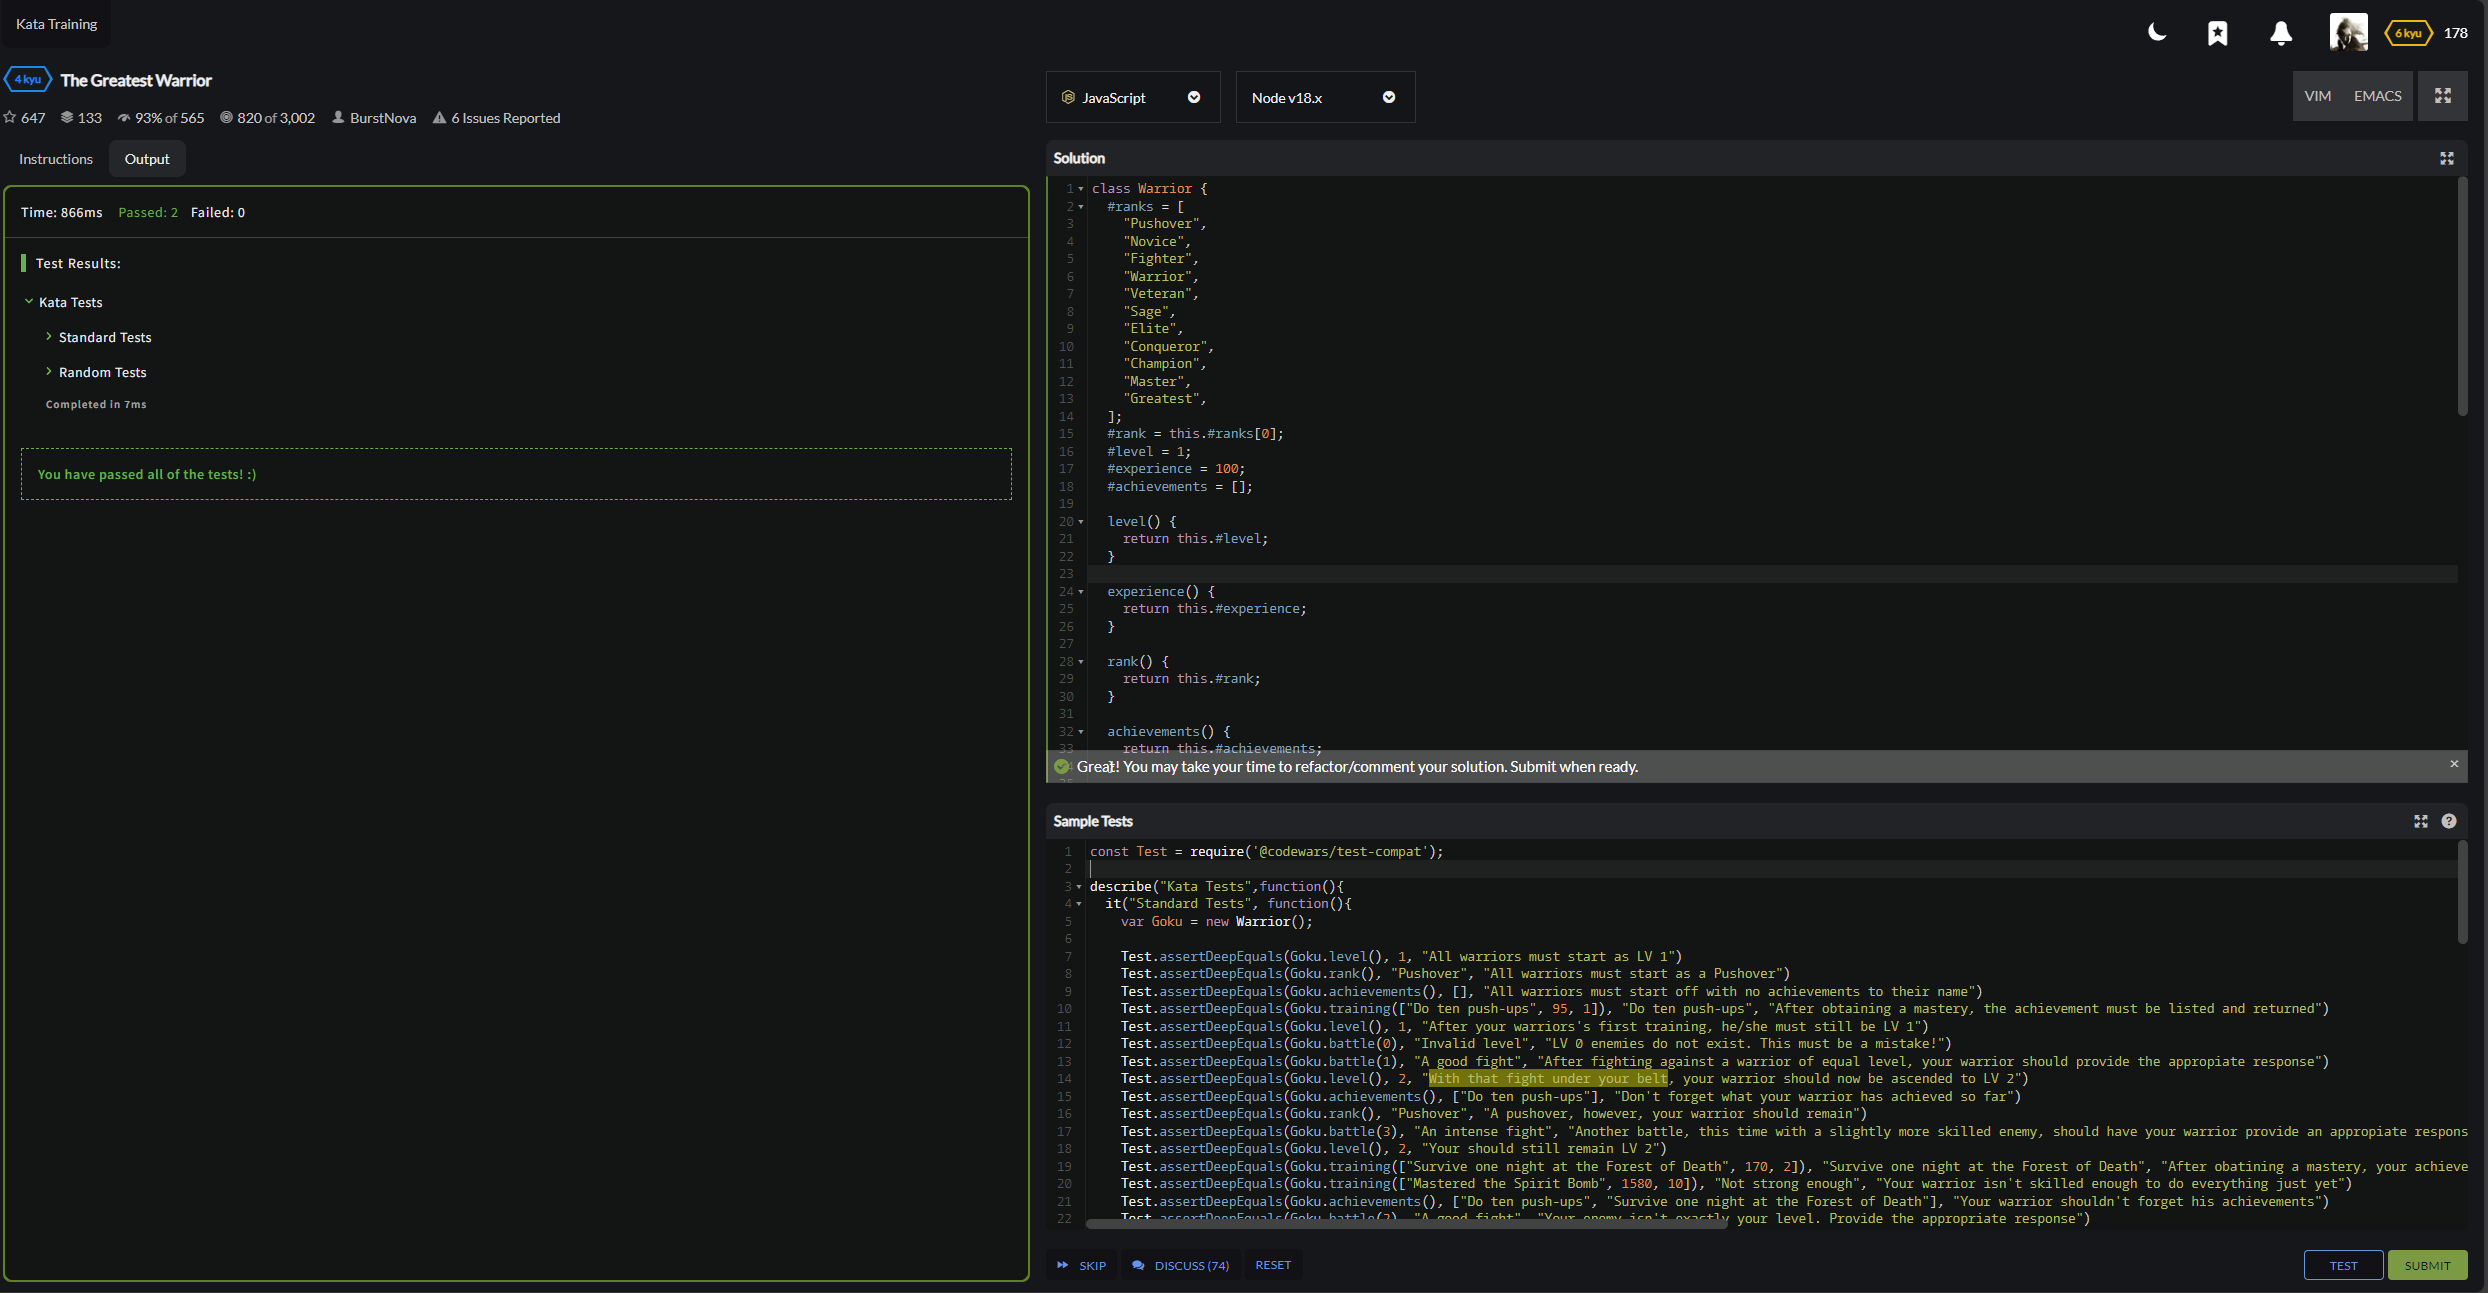 Kata Training
6 kyu 178
4 kyu The Greatest Warrior
647 133 93% of 565 820 of 3,002 BurstNova 6 Issues Reported
Instructions Output
Time: 866ms Passed: 2 Failed: 0
Test Results:
Kata Tests
Standard Tests
Random Tests
Completed in 7ms
You have passed all of the tests! :)
JavaScript Node v18.x VIM EMACS
Solution
1 class Warrior {
2 #ranks = [
3 "Pushover",
4 "Novice",
5 "Fighter",
6 "Warrior",
7 "Veteran",
8 "Sage",
9 "Elite",
10 "Conqueror",
11 "Champion",
12 "Master",
13 "Greatest",
14 ];
15 #rank = this.#ranks[0];
16 #level = 1;
17 #experience = 100;
18 #achievements = [];
19
20 level() {
21 return this.#level;
22 }
23
24 experience() {
25 return this.#experience;
26 }
27
28 rank() {
29 return this.#rank;
30 }
31
32 achievements() {
33 return this.#achievements;
Great! You may take your time to refactor/comment your solution. Submit when ready.
Sample Tests
1 const Test = require('@codewars/test-compat');
2
3 describe("Kata Tests",function(){
4 it("Standard Tests", function(){
5 var Goku = new Warrior();
6
7 Test.assertDeepEquals(Goku.level(), 1, "All warriors must start as LV 1")
8 Test.assertDeepEquals(Goku.rank(), "Pushover", "All warriors must start as a Pushover")
9 Test.assertDeepEquals(Goku.achievements(), [], "All warriors must start off with no achievements to their name")
10 Test.assertDeepEquals(Goku.training(["Do ten push-ups", 95, 1]), "Do ten push-ups", "After obtaining a mastery, the achievement must be listed and returned")
11 Test.assertDeepEquals(Goku.level(), 1, "After your warriors's first training, he/she must still be LV 1")
12 Test.assertDeepEquals(Goku.battle(0), "Invalid level", "LV 0 enemies do not exist. This must be a mistake!")
13 Test.assertDeepEquals(Goku.battle(1), "A good fight", "After fighting against a warrior of equal level, your warrior should provide the appropiate response")
14 Test.assertDeepEquals(Goku.level(), 2, "With that fight under your belt, your warrior should now be ascended to LV 2")
15 Test.assertDeepEquals(Goku.achievements(), ["Do ten push-ups"], "Don't forget what your warrior has achieved so far")
16 Test.assertDeepEquals(Goku.rank(), "Pushover", "A pushover, however, your warrior should remain")
17 Test.assertDeepEquals(Goku.battle(3), "An intense fight", "Another battle, this time with a slightly more skilled enemy, should have your warrior provide an appropiate respons
18 Test.assertDeepEquals(Goku.level(), 2, "Your should still remain LV 2")
19 Test.assertDeepEquals(Goku.training(["Survive one night at the Forest of Death", 170, 2]), "Survive one night at the Forest of Death", "After obatining a mastery, your achieve
20 Test.assertDeepEquals(Goku.training(["Mastered the Spirit Bomb", 1580, 10]), "Not strong enough", "Your warrior isn't skilled enough to do everything just yet")
21 Test.assertDeepEquals(Goku.achievements(), ["Do ten push-ups", "Survive one night at the Forest of Death"], "Your warrior shouldn't forget his achievements")
22 Test.assertDeepEquals(Goku.battle(2), "A good fight", "Your enemy isn't exactly your level. Provide the appropriate response")
SKIP DISCUSS (74) RESET TEST SUBMIT